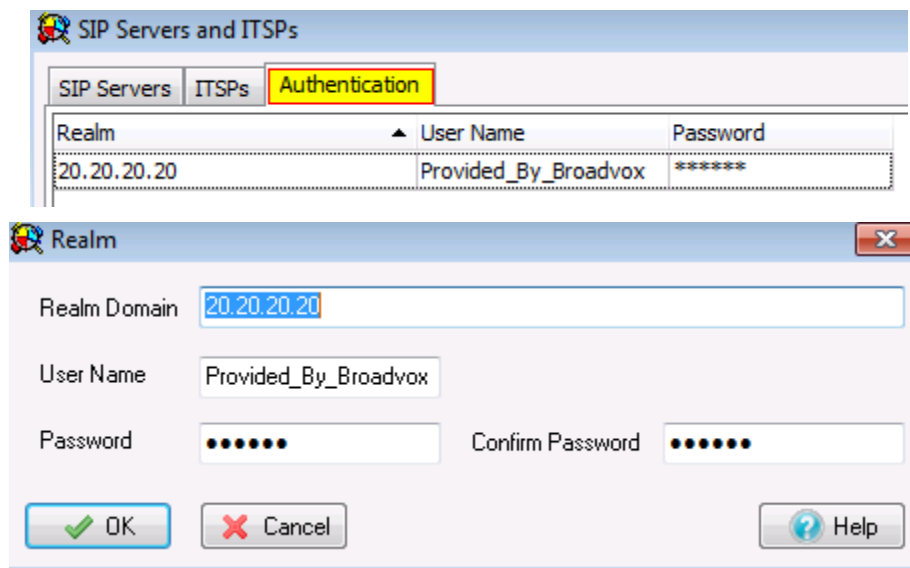 SIP Servers and ITSPs
SIP Servers ITSPs Authentication
Realm User Name Password
20.20.20.20 Provided_By_Broadvox ******
Realm
Realm Domain 20.20.20.20
User Name Provided_By_Broadvox
Password ●●●●●● Confirm Password ●●●●●●
OK Cancel Help